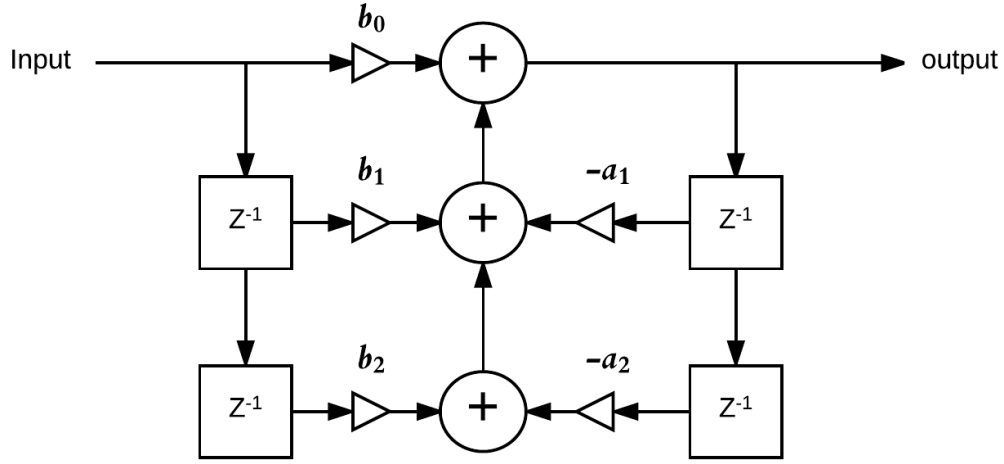 b₀
Input + output
b₁ -a₁
Z⁻¹ + Z⁻¹
b₂ -a₂
Z⁻¹ + Z⁻¹